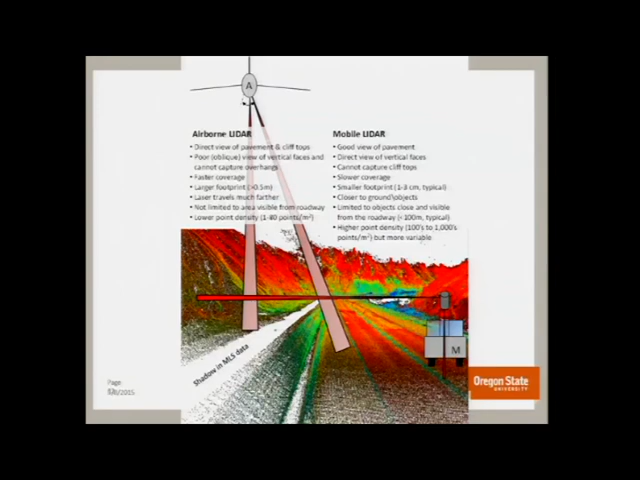 A
Airborne LIDAR
• Direct view of pavement & cliff tops
• Poor (oblique) view of vertical faces and
cannot capture overhangs
• Faster coverage
• Larger footprint (>0.5m)
• Laser travels much farther
• Not limited to area visible from roadway
• Lower point density (1-80 points/m²)
Mobile LIDAR
• Good view of pavement
• Direct view of vertical faces
• Cannot capture cliff tops
• Slower coverage
• Smaller footprint (1-3 cm, typical)
• Closer to ground\objects
• Limited to objects close and visible
from the roadway (<100m, typical)
• Higher point density (100's to 1,000's
points/m²) but more variable
Shadow in MLS data
M
Page
/2015
Oregon State
UNIVERSITY